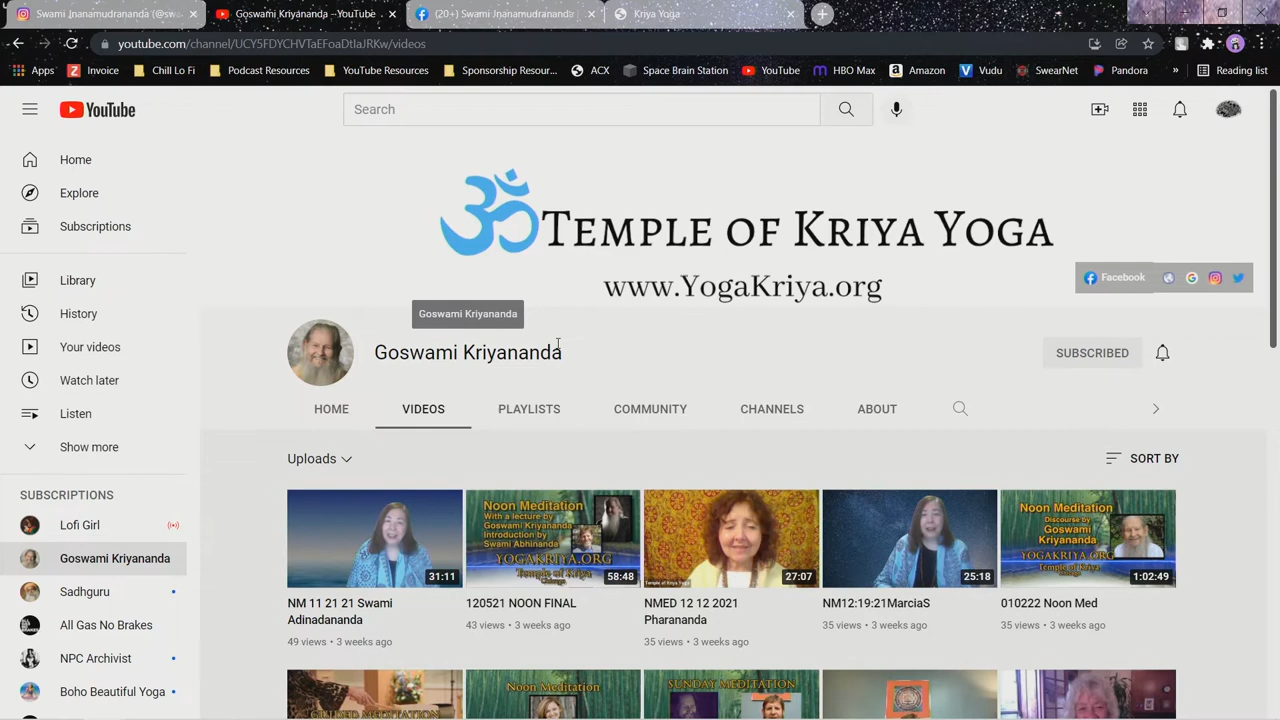 Swami Jnanamudrananda (@sw
Goswami Kriyananda - YouTube
(20+) Swami Jnanamudrananda
Kriya Yoga
youtube.com/channel/UCY5FDYCHVTaEFoaDtIaJRKw/videos
Apps
Invoice
Chill Lo Fi
Podcast Resources
YouTube Resources
Sponsorship Resour...
ACX
Space Brain Station
YouTube
HBO Max
Amazon
Vudu
SwearNet
Pandora
»
Reading list
YouTube
Search
Home
Explore
Subscriptions
Library
History
Your videos
Watch later
Listen
Show more
SUBSCRIPTIONS
Lofi Girl
Goswami Kriyananda
Sadhguru
All Gas No Brakes
NPC Archivist
Boho Beautiful Yoga
ॐ TEMPLE OF KRIYA YOGA
www.YogaKriya.org
Facebook
Goswami Kriyananda
Goswami Kriyananda
SUBSCRIBED
HOME
VIDEOS
PLAYLISTS
COMMUNITY
CHANNELS
ABOUT
Uploads
SORT BY
31:11
NM 11 21 21 Swami
Adinadananda
49 views • 3 weeks ago
Noon Meditation
With a lecture by
Goswami Kriyananda
Introduction by
Swami Abhinanda
YOGAKRIYA.ORG
Temple of Kriya
58:48
120521 NOON FINAL
43 views • 3 weeks ago
Temple of Kriya Yoga
27:07
NMED 12 12 2021
Pharananda
35 views • 3 weeks ago
25:18
NM12:19:21MarciaS
35 views • 3 weeks ago
Noon Meditation
Discourse by
Goswami
Kriyananda
YOGAKRIYA.ORG
Temple of Kriya
1:02:49
010222 Noon Med
35 views • 3 weeks ago
GUIDED MEDITATION
Noon Meditation
SUNDAY MEDITATION